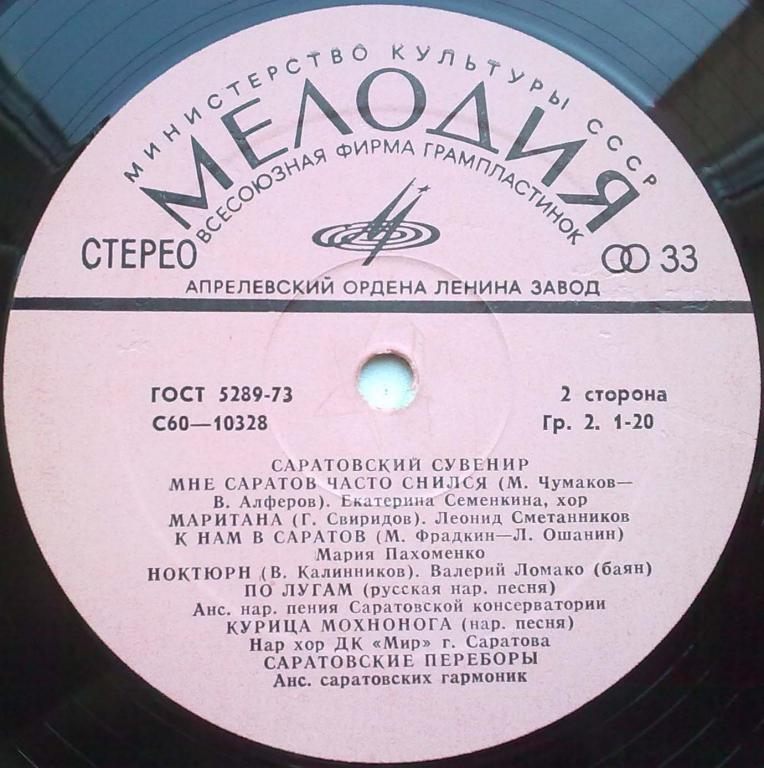 МИНИСТЕРСТВО КУЛЬТУРЫ СССР
МЕЛОДИЯ
ВСЕСОЮЗНАЯ ФИРМА ГРАМПЛАСТИНОК
СТЕРЕО
33
АПРЕЛЕВСКИЙ ОРДЕНА ЛЕНИНА ЗАВОД
ГОСТ 5289-73
2 сторона
С60—10328
Гр. 2. 1-20
САРАТОВСКИЙ СУВЕНИР
МНЕ САРАТОВ ЧАСТО СНИЛСЯ (М. Чумаков—
В. Алферов). Екатерина Семенкина, хор
МАРИТАНА (Г. Свиридов). Леонид Сметанников
К НАМ В САРАТОВ (М. Фрадкин—Л. Ошанин)
Мария Пахоменко
НОКТЮРН (В. Калинников). Валерий Ломако (баян)
ПО ЛУГАМ (русская нар. песня)
Анс. нар. пения Саратовской консерватории
КУРИЦА МОХНОНОГА (нар. песня)
Нар хор ДК «Мир» г. Саратова
САРАТОВСКИЕ ПЕРЕБОРЫ
Анс. саратовских гармоник